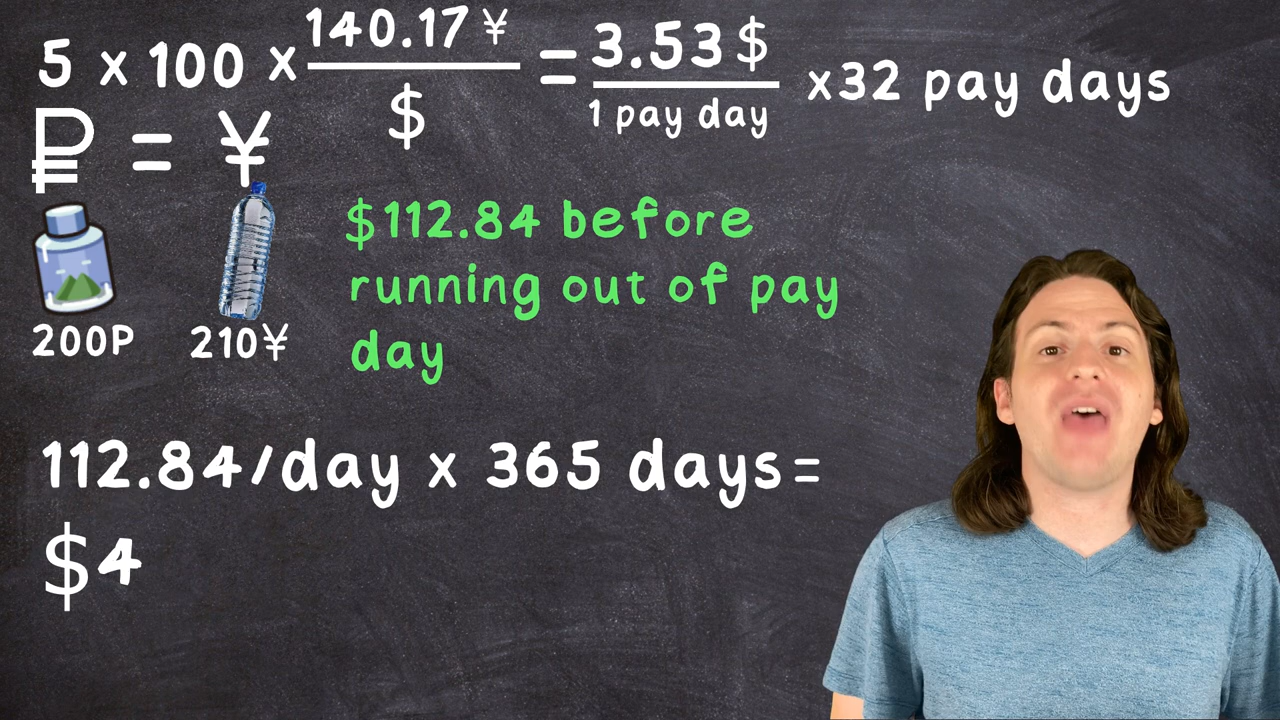 5 x 100 x 140.17 ¥ / $ = 3.53 $ / 1 pay day x32 pay days
₽ = ¥
200P 210¥
$112.84 before
running out of pay
day
112.84/day x 365 days=
$4